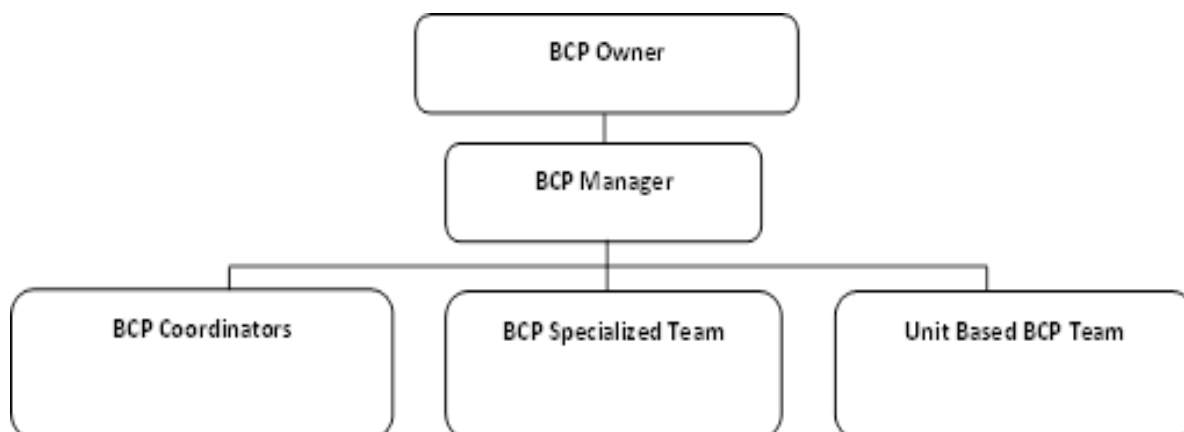 BCP Owner
BCP Manager
BCP Coordinators
BCP Specialized Team
Unit Based BCP Team